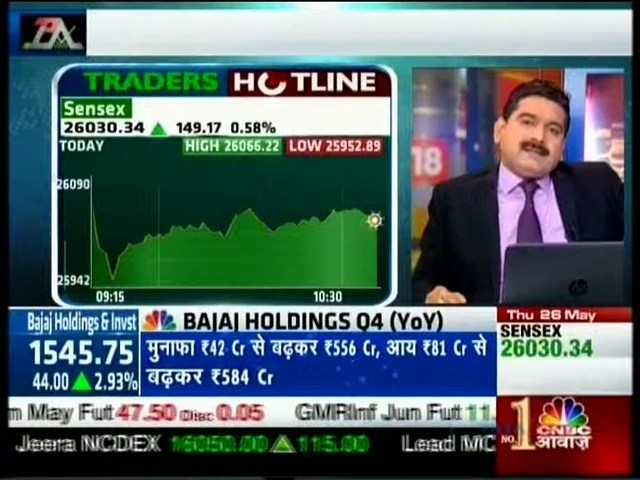 TRADERS HOTLINE
Sensex
26030.34 149.17 0.58%
TODAY HIGH 26066.22 LOW 25952.89
26090
25942
09:15 10:30
18
hp
Bajaj Holdings & Invst
1545.75
44.00 2.93%
BAJAJ HOLDINGS Q4 (YoY)
मुनाफा ₹42 Cr से बढ़कर ₹556 Cr, आय ₹81 Cr से
बढ़कर ₹584 Cr
Thu 26 May
SENSEX
26030.34
May Fut 47.50 Disc 0.05 GMRInf Jun Fut 11.
Jeera NCDEX 16050.00 115.00 Lead
NO. 1 CNBC
आवाज़